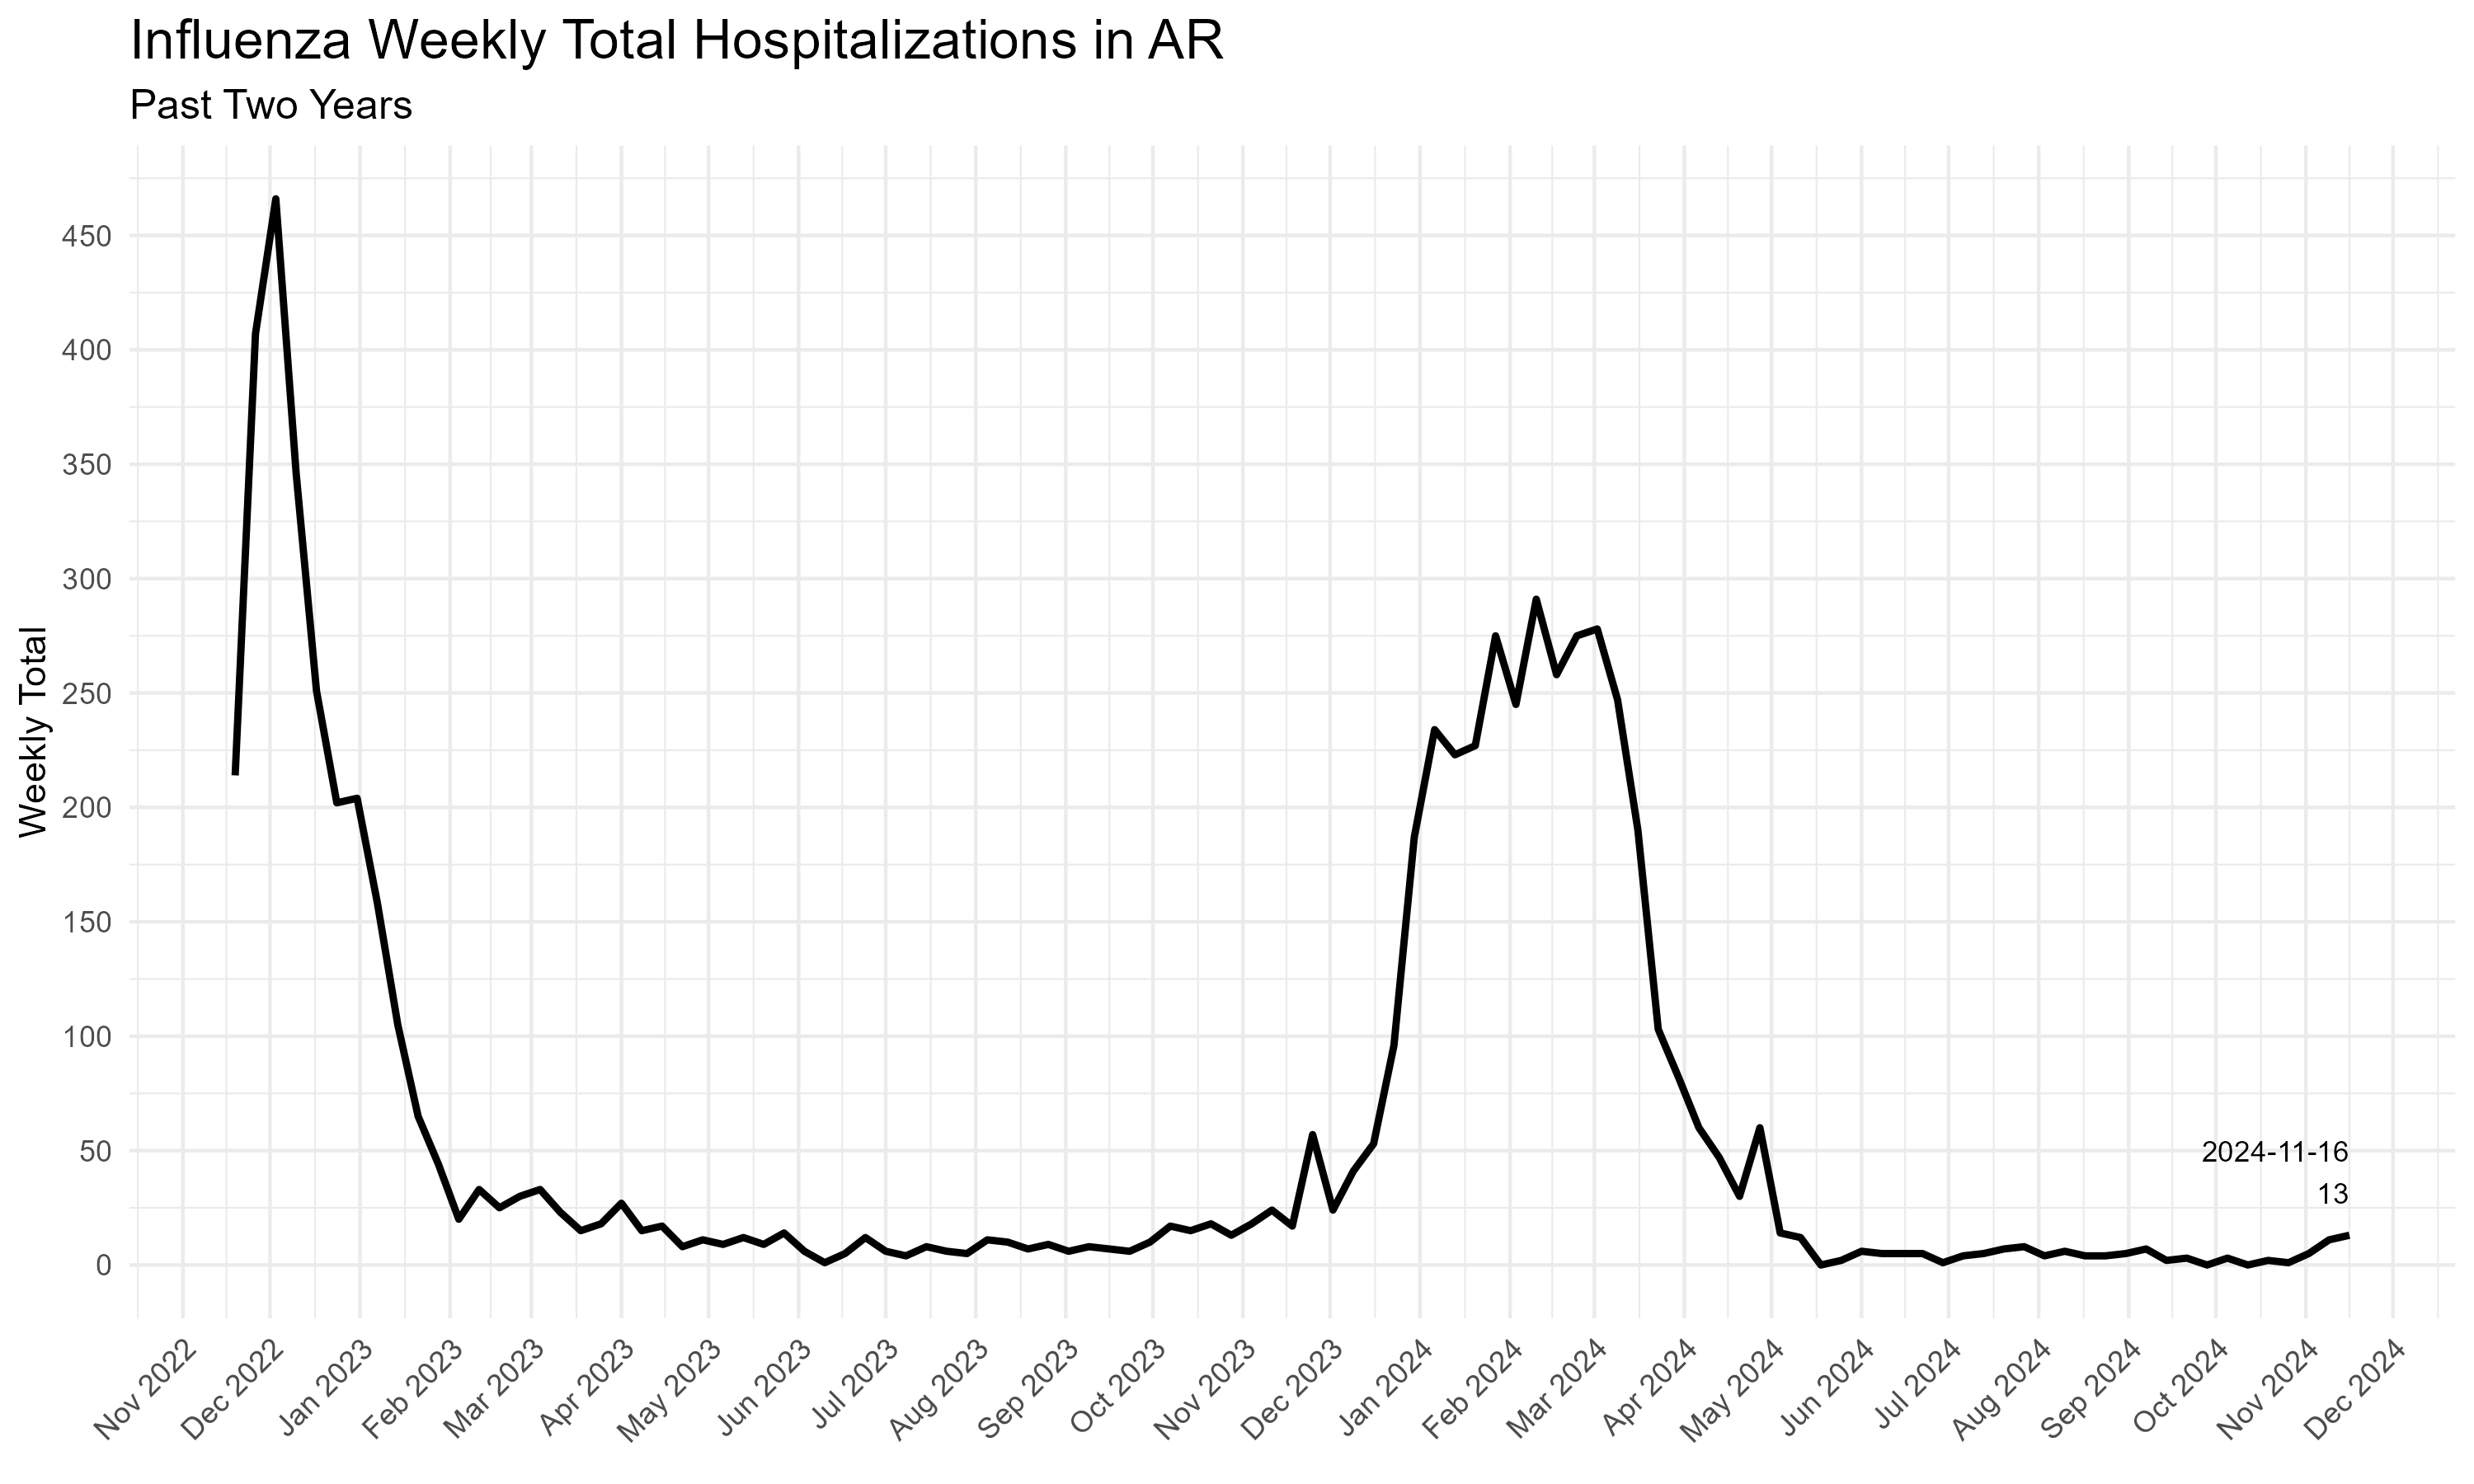 Influenza Weekly Total Hospitalizations in AR
Past Two Years
Weekly Total
450
400
350
300
250
200
150
100
50
0
2024-11-16
13
Nov 2022
Dec 2022
Jan 2023
Feb 2023
Mar 2023
Apr 2023
May 2023
Jun 2023
Jul 2023
Aug 2023
Sep 2023
Oct 2023
Nov 2023
Dec 2023
Jan 2024
Feb 2024
Mar 2024
Apr 2024
May 2024
Jun 2024
Jul 2024
Aug 2024
Sep 2024
Oct 2024
Nov 2024
Dec 2024